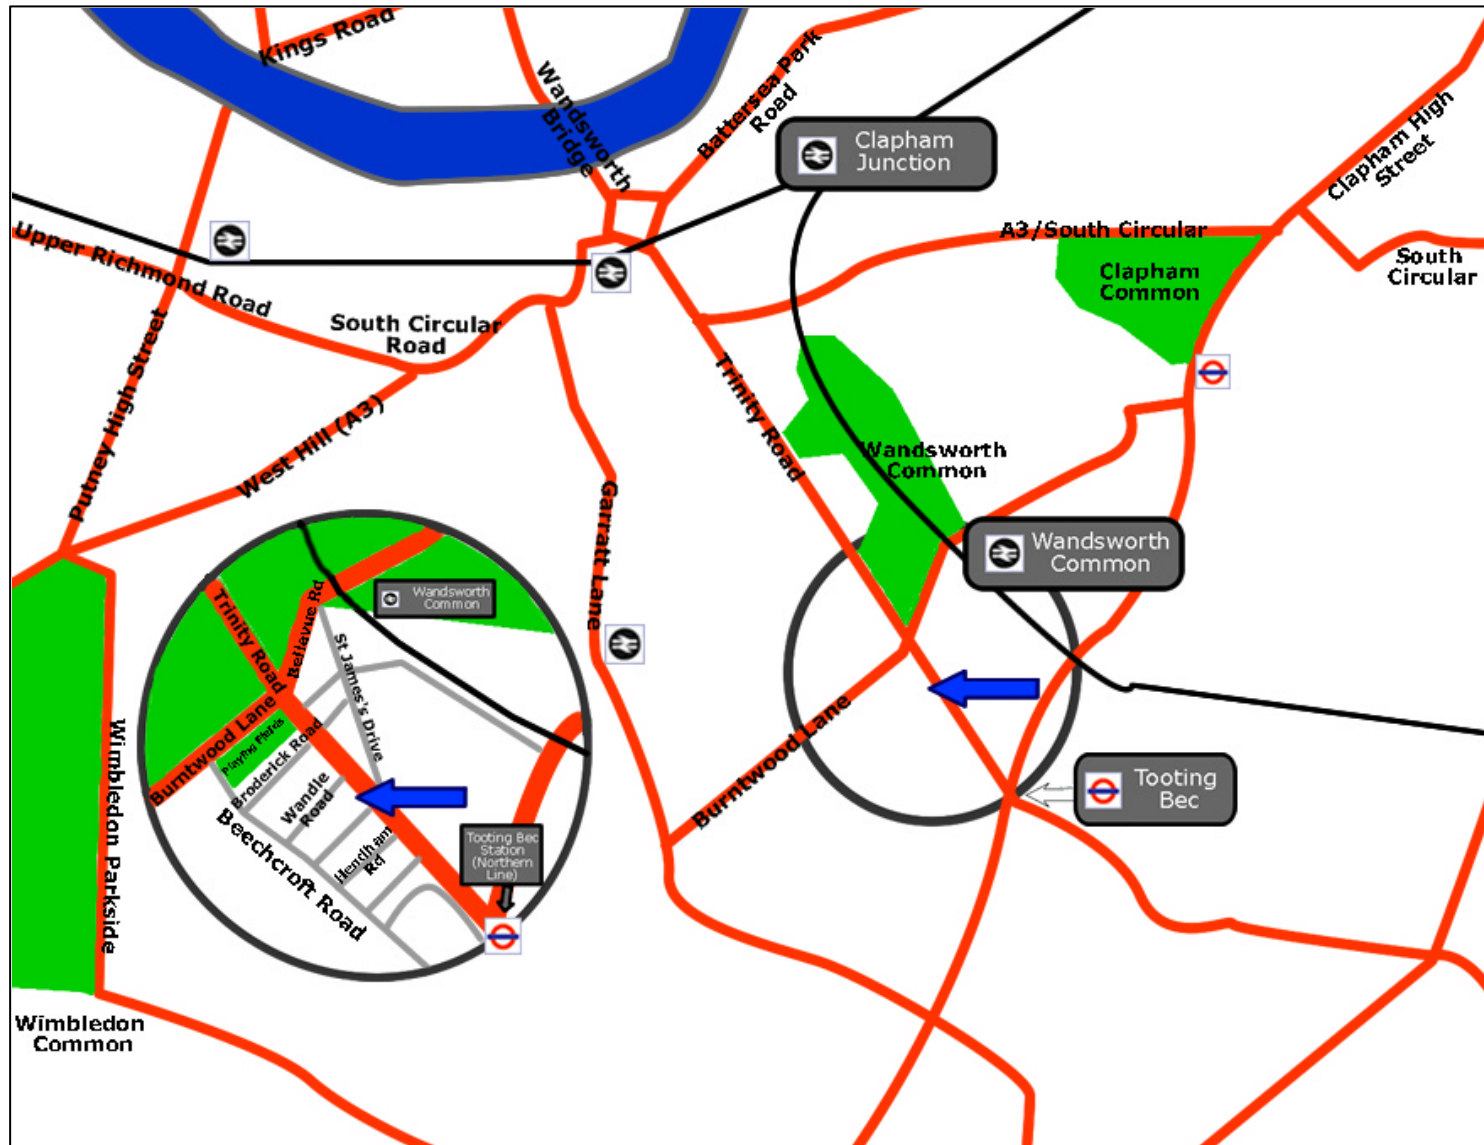 Kings Road
Wandsworth
Bridge
Battersea Park
Road
Clapham
Junction
Clapham High
Street
Upper Richmond Road
A3/South Circular
South
Circular
Clapham
Common
South Circular
Road
Putney High Street
West Hill (A3)
Trinity Road
Wandsworth
Common
Garratt Lane
Wandsworth
Common
Trinity Road
Bellevue Rd
Wandsworth
Common
St James's Drive
Burntwood Lane
Playing Fields
Broderick Road
Wandle
Road
Hendham
Rd
Beechcroft Road
Tooting Bec
Station
(Northern
Line)
Burntwood Lane
Tooting
Bec
Wimbledon Parkside
Wimbledon
Common